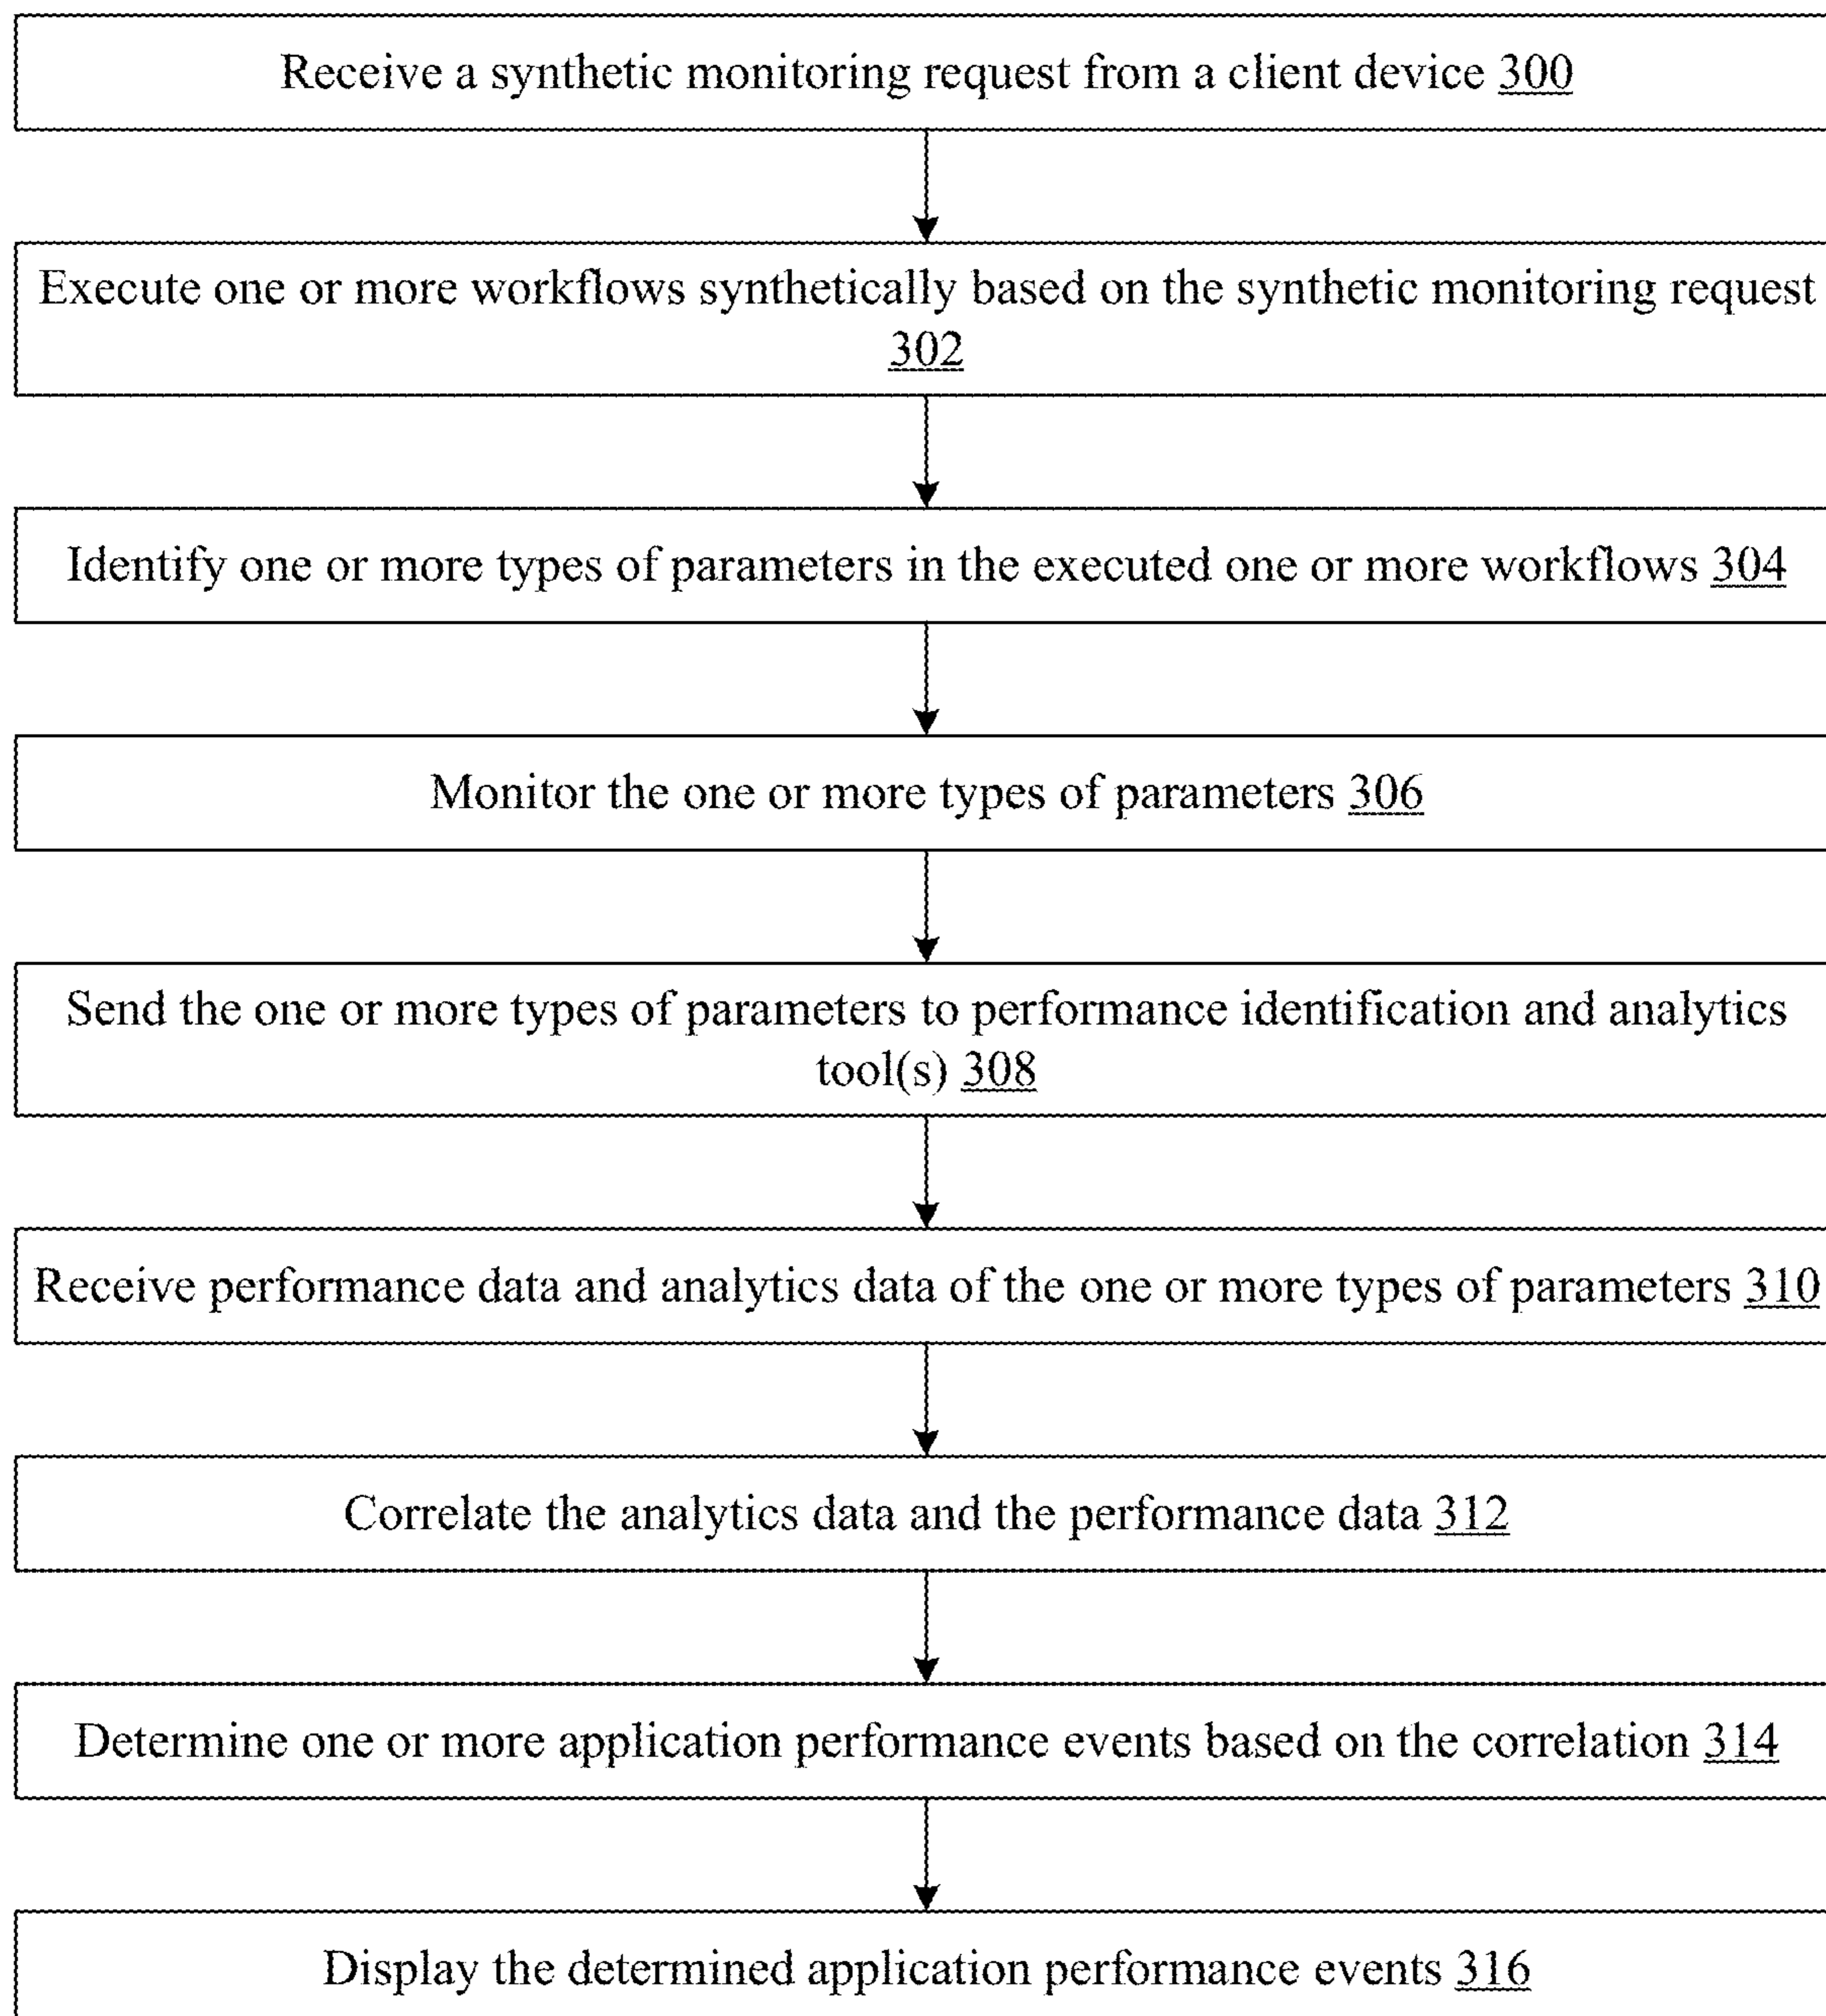 Receive a synthetic monitoring request from a client device 300
Execute one or more workflows synthetically based on the synthetic monitoring request
302
Identify one or more types of parameters in the executed one or more workflows 304
Monitor the one or more types of parameters 306
Send the one or more types of parameters to performance identification and analytics
tool(s) 308
Receive performance data and analytics data of the one or more types of parameters 310
Correlate the analytics data and the performance data 312
Determine one or more application performance events based on the correlation 314
Display the determined application performance events 316